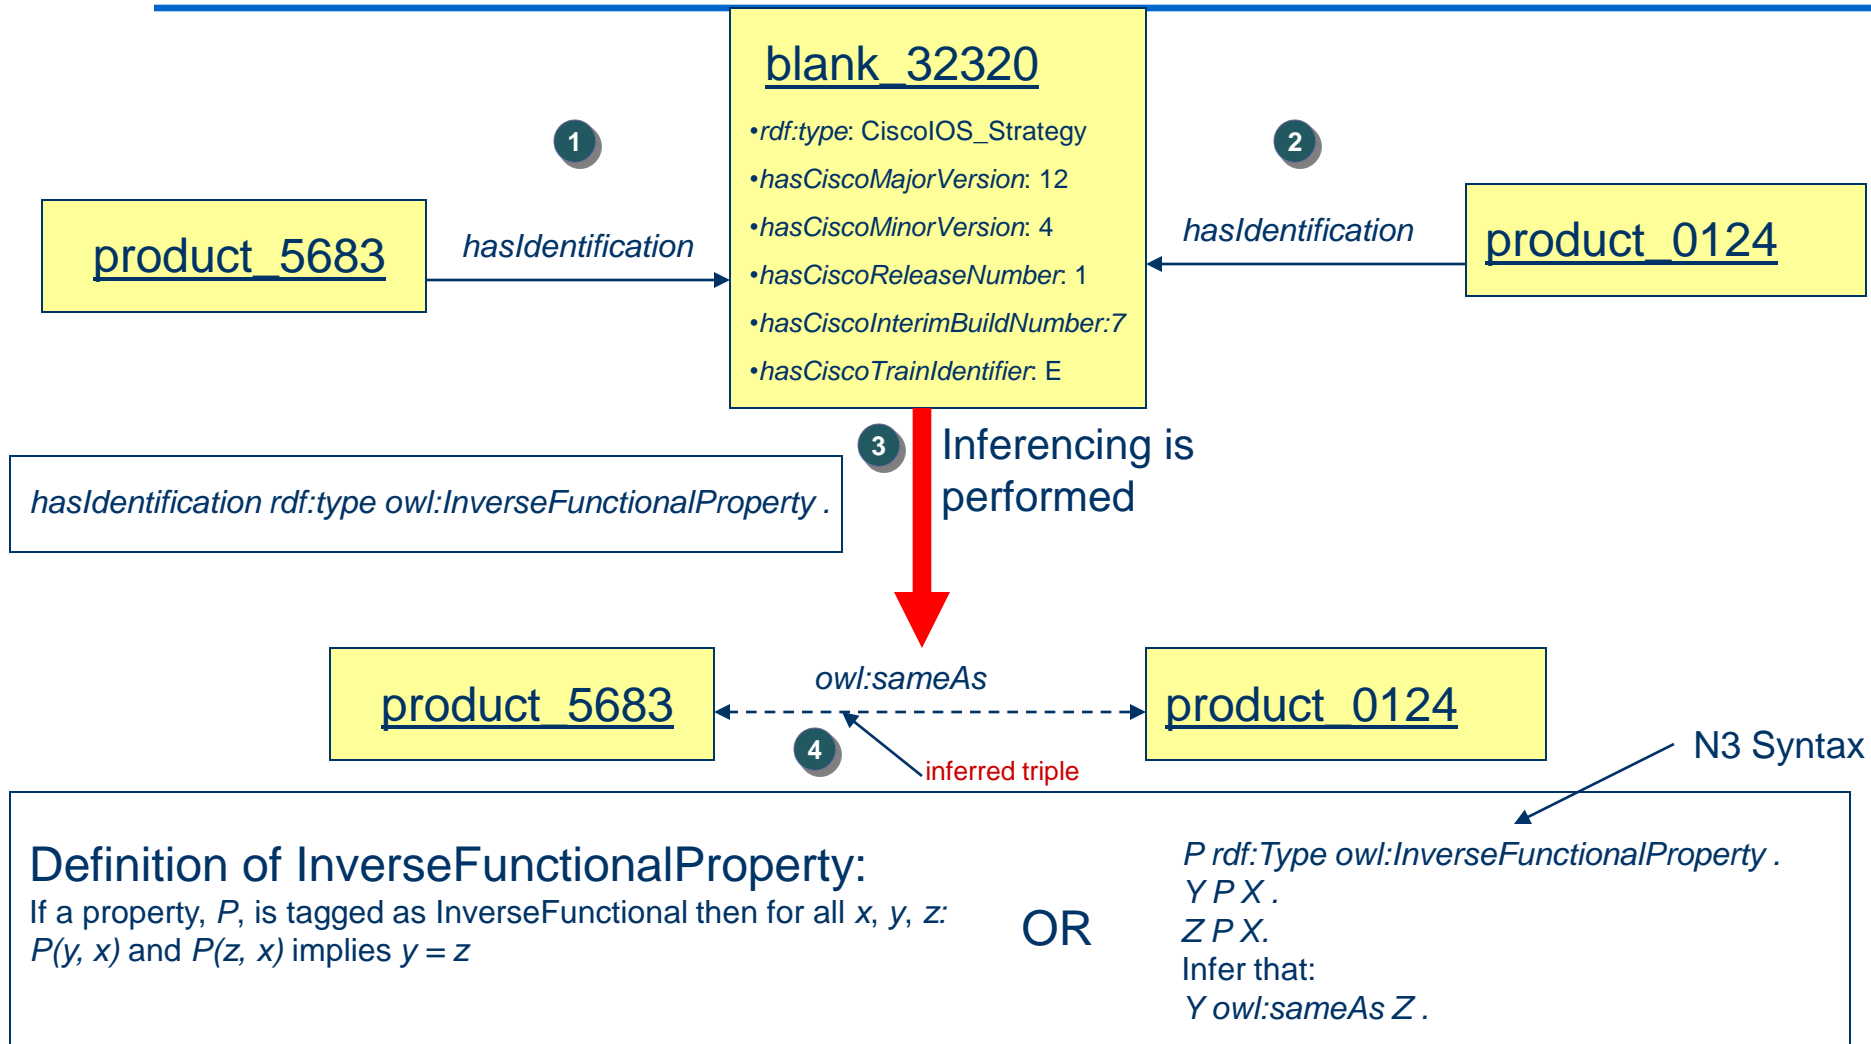 blank_32320
•rdf:type: CiscoIOS_Strategy
•hasCiscoMajorVersion: 12
•hasCiscoMinorVersion: 4
•hasCiscoReleaseNumber: 1
•hasCiscoInterimBuildNumber:7
•hasCiscoTrainIdentifier: E
1
2
product_5683
hasIdentification
hasIdentification
product_0124
3
Inferencing is
performed
hasIdentification rdf:type owl:InverseFunctionalProperty .
product_5683
owl:sameAs
product_0124
4
inferred triple
N3 Syntax
Definition of InverseFunctionalProperty:
If a property, P, is tagged as InverseFunctional then for all x, y, z:
P(y, x) and P(z, x) implies y = z
OR
P rdf:Type owl:InverseFunctionalProperty .
Y P X .
Z P X.
Infer that:
Y owl:sameAs Z .